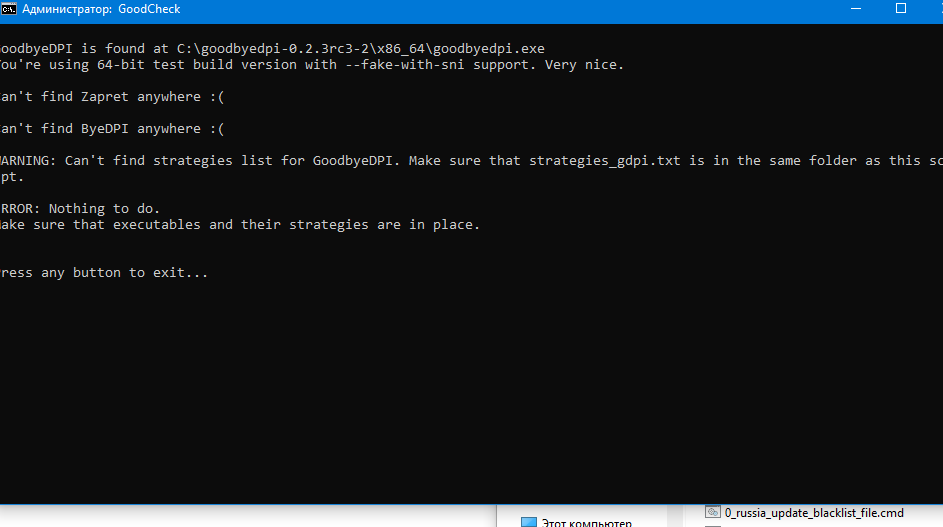 Администратор: GoodCheck
oodbyeDPI is found at C:\goodbyedpi-0.2.3rc3-2\x86_64\goodbyedpi.exe
ou're using 64-bit test build version with --fake-with-sni support. Very nice.
an't find Zapret anywhere :(
an't find ByeDPI anywhere :(
ARNING: Can't find strategies list for GoodbyeDPI. Make sure that strategies_gdpi.txt is in the same folder as this sc
ipt.
RROR: Nothing to do.
ake sure that executables and their strategies are in place.
ress any button to exit...
0_russia_update_blacklist_file.cmd
Этот компьютер